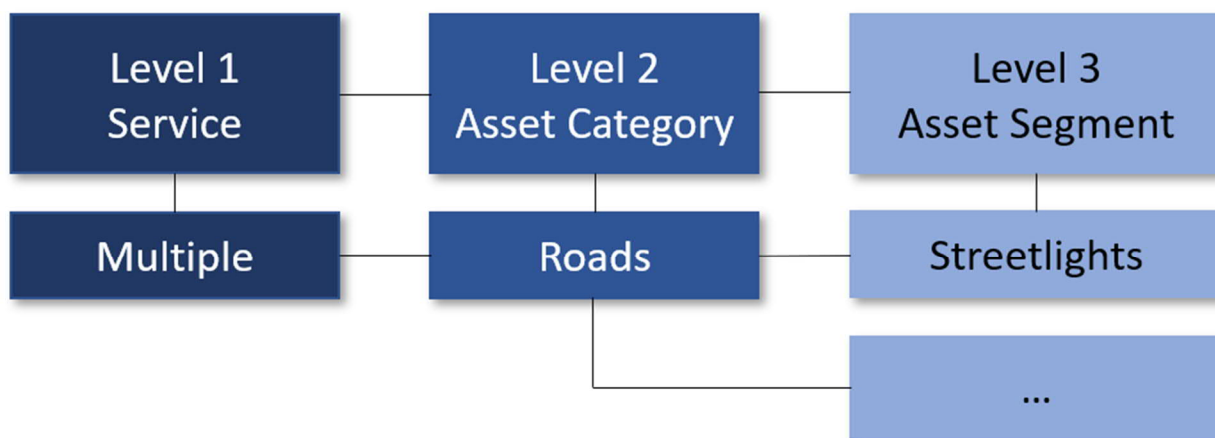 Level 1
Service
Level 2
Asset Category
Level 3
Asset Segment
Multiple
Roads
Streetlights
...